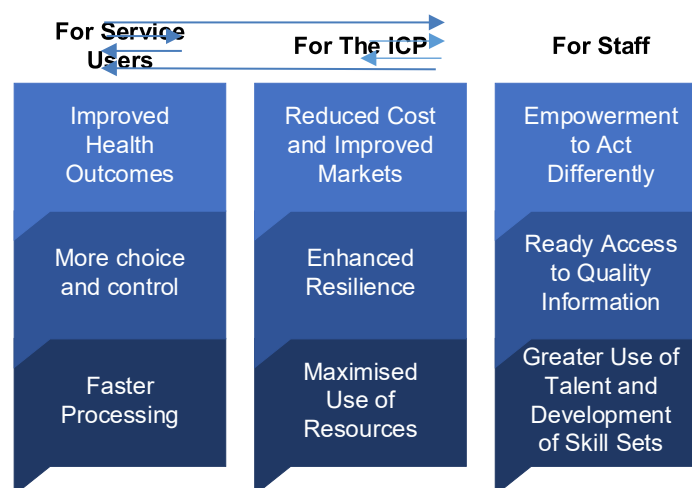 For Service
Users
Improved
Health
Outcomes
More choice
and control
Faster
Processing
For The ICP
Reduced Cost
and Improved
Markets
Enhanced
Resilience
Maximised
Use of
Resources
For Staff
Empowerment
to Act
Differently
Ready Access
to Quality
Information
Greater Use of
Talent and
Development
of Skill Sets